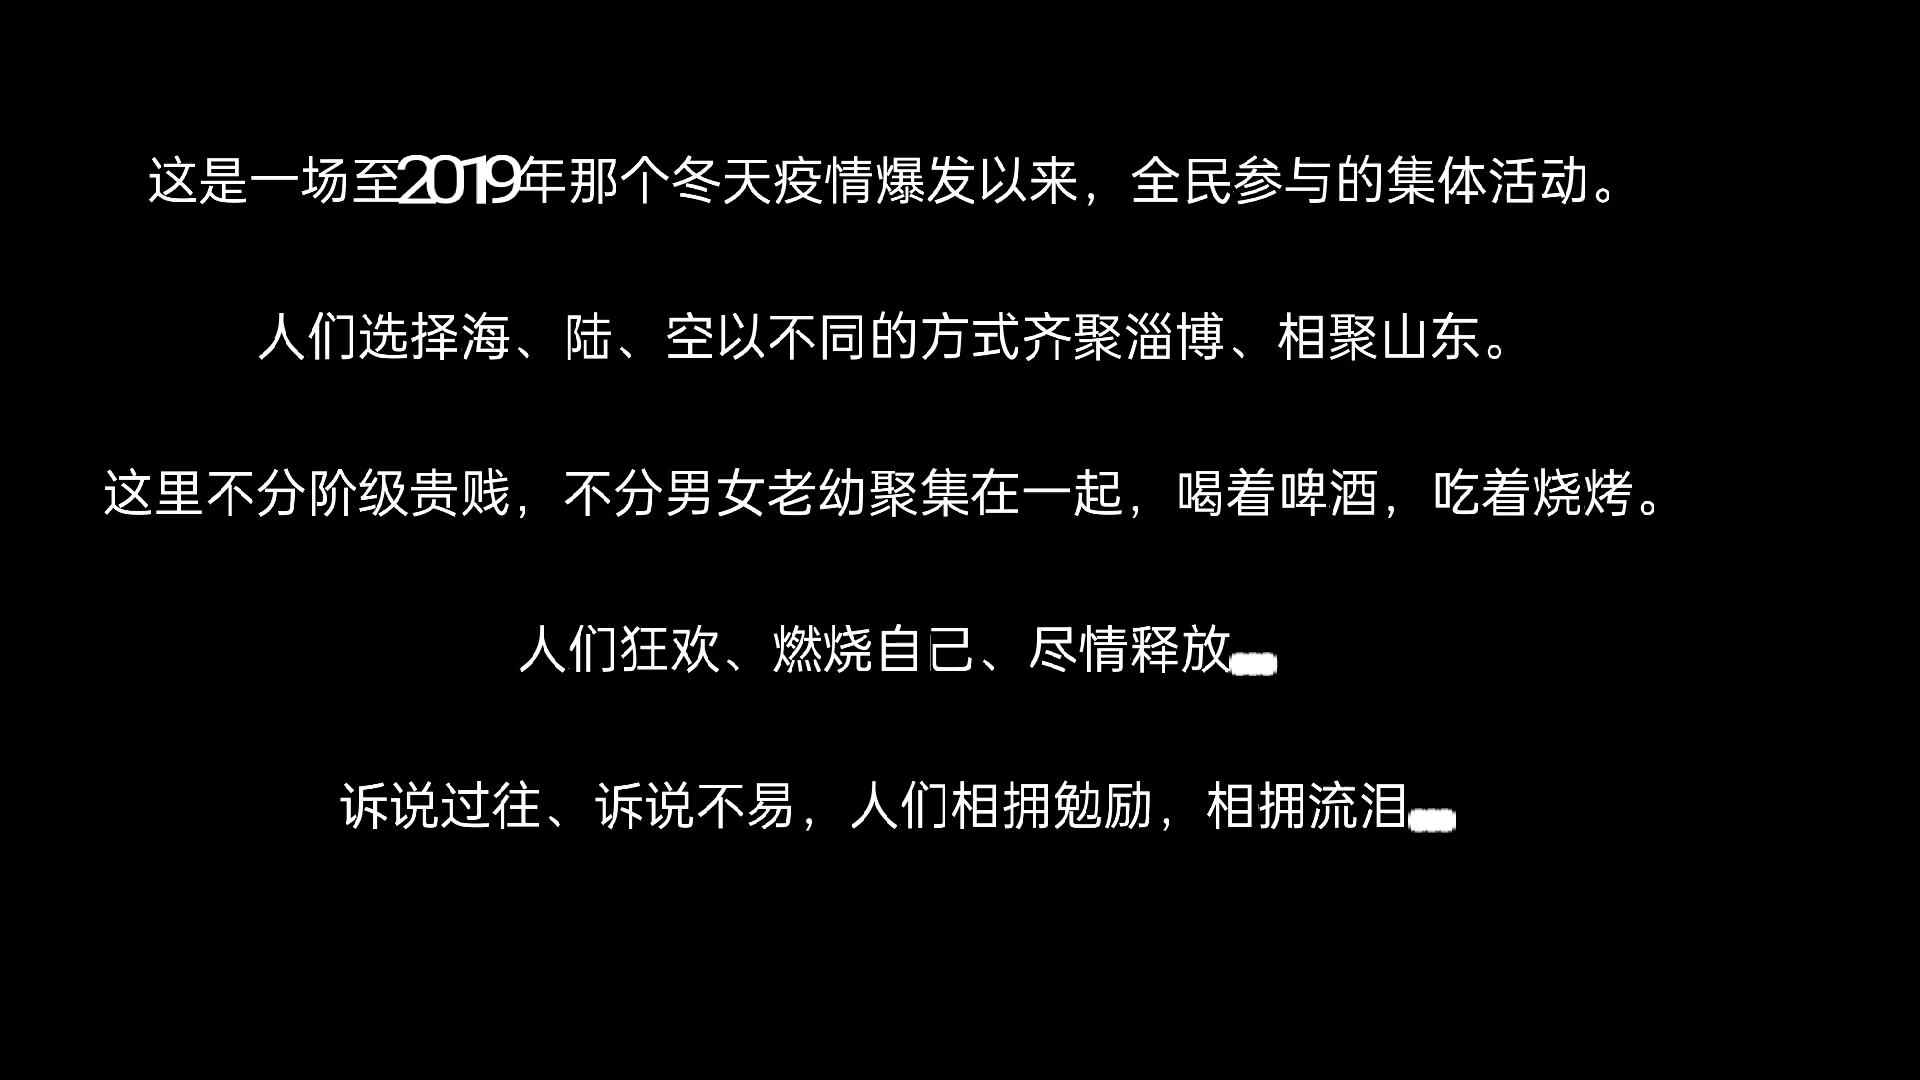 这是一场至2019年那个冬天疫情爆发以来，全民参与的集体活动。
人们选择海、陆、空以不同的方式齐聚淄博、相聚山东。
这里不分阶级贵贱，不分男女老幼聚集在一起，喝着啤酒，吃着烧烤。
人们狂欢、燃烧自己、尽情释放…
诉说过往、诉说不易，人们相拥勉励，相拥流泪…